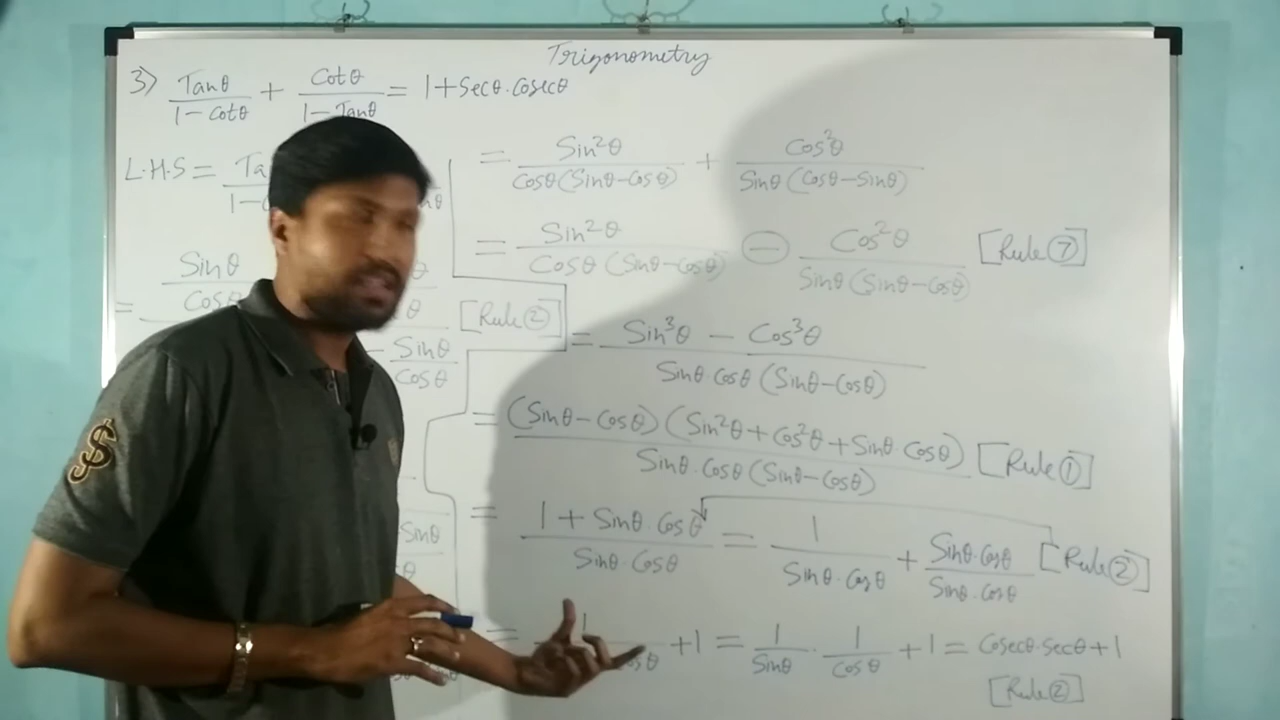 Trigonometry
3) Tanθ/1-Cotθ + Cotθ/1-Tanθ = 1+Secθ.Cosecθ
L.H.S =
= Sin²θ/Cosθ(Sinθ-Cosθ) + Cos²θ/Sinθ(Cosθ-Sinθ)
= Sin²θ/Cosθ(Sinθ-Cosθ) - Cos²θ/Sinθ(Sinθ-Cosθ) [Rule 7]
Sinθ
=
[Rule 2]
Sinθ/Cosθ
= Sin³θ - Cos³θ/Sinθ.Cosθ(Sinθ-Cosθ)
= (Sinθ-Cosθ)(Sin²θ+Cos²θ+Sinθ.Cosθ)/Sinθ.Cosθ(Sinθ-Cosθ) [Rule 1]
Sinθ
= 1+Sinθ.Cosθ/Sinθ.Cosθ = 1/Sinθ.Cosθ + Sinθ.Cosθ/Sinθ.Cosθ [Rule 2]
= +1 = 1/Sinθ . 1/Cosθ +1 = Cosecθ.Secθ+1
[Rule 2]
$